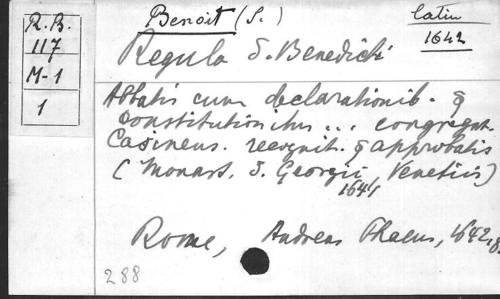 R.B.
117
M-1
1
Benoit (S.)
latin
1642
Regula S. Benedicti
Abbatis cum declarationib. &
constitutionibus ... congregat.
Casinens. recognit. & approbatis
(Monast. S. Georgii, Venetiis)
1641
Rome, Andreas Phaeus, 1642,
288